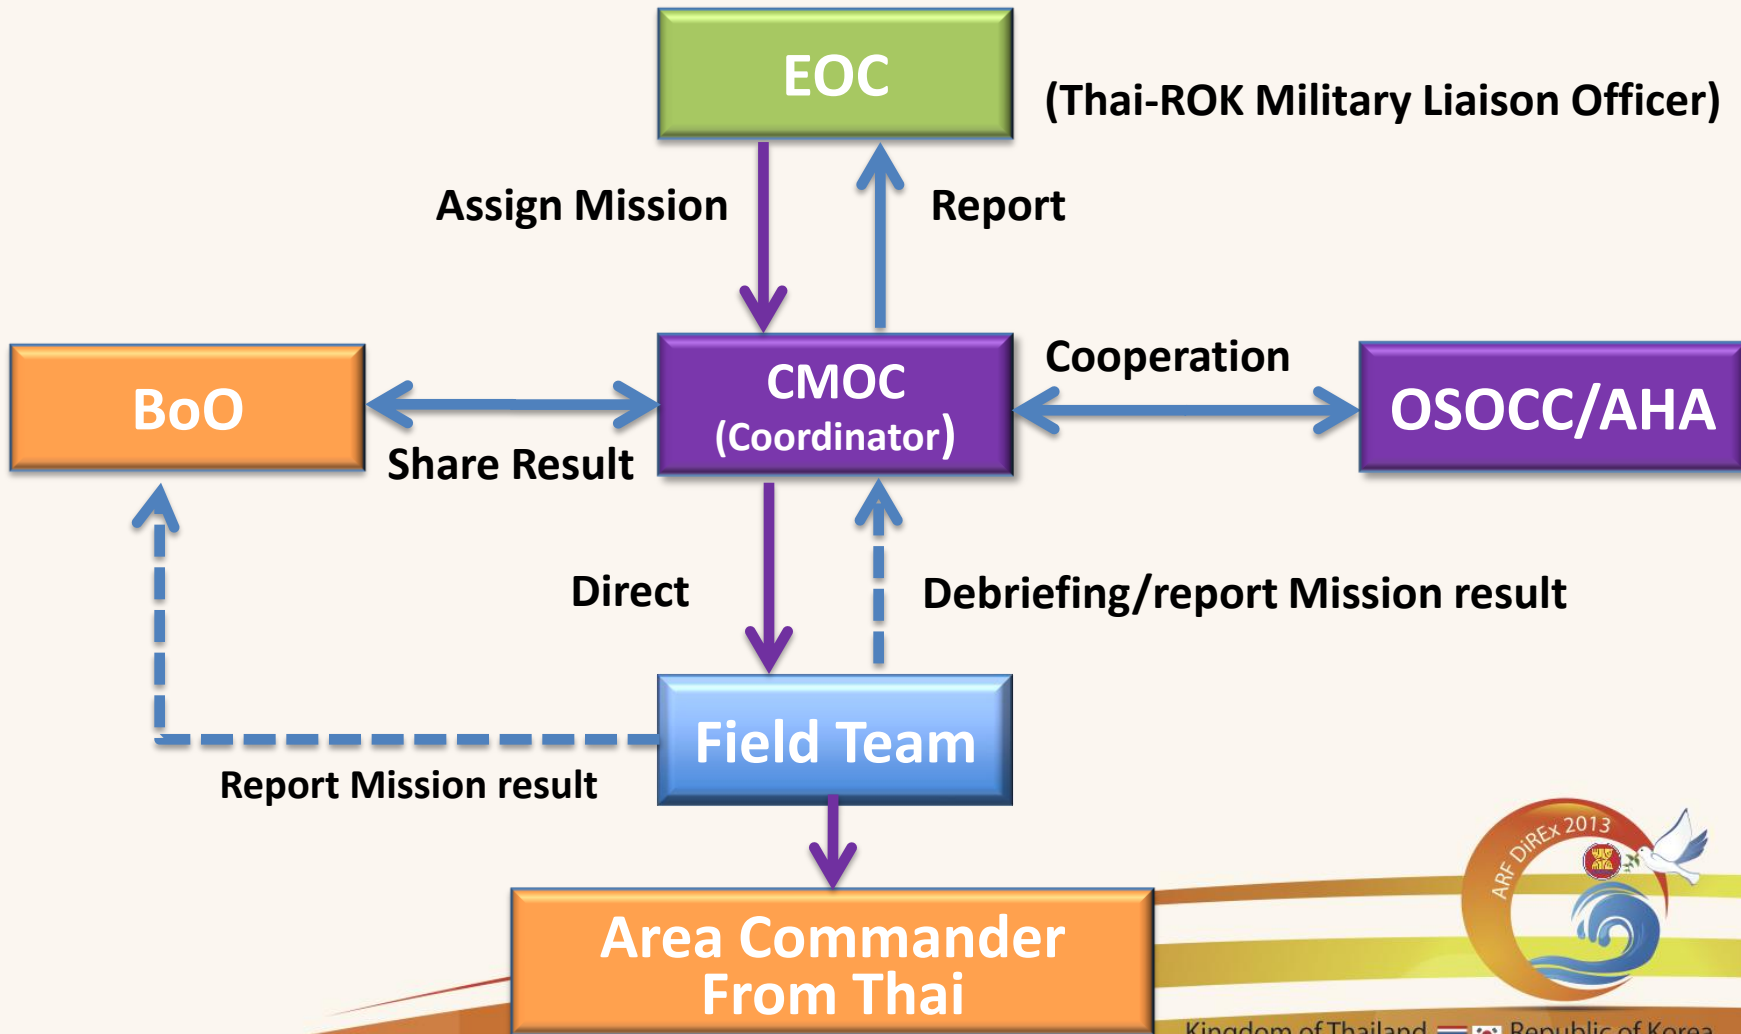 EOC
(Thai-ROK Military Liaison Officer)
Assign Mission
Report
BoO
CMOC
(Coordinator)
Cooperation
OSOCC/AHA
Share Result
Direct
Debriefing/report Mission result
Field Team
Report Mission result
ARF DiREx 2013
Area Commander
From Thai
Kingdom of Thailand
Republic of Korea